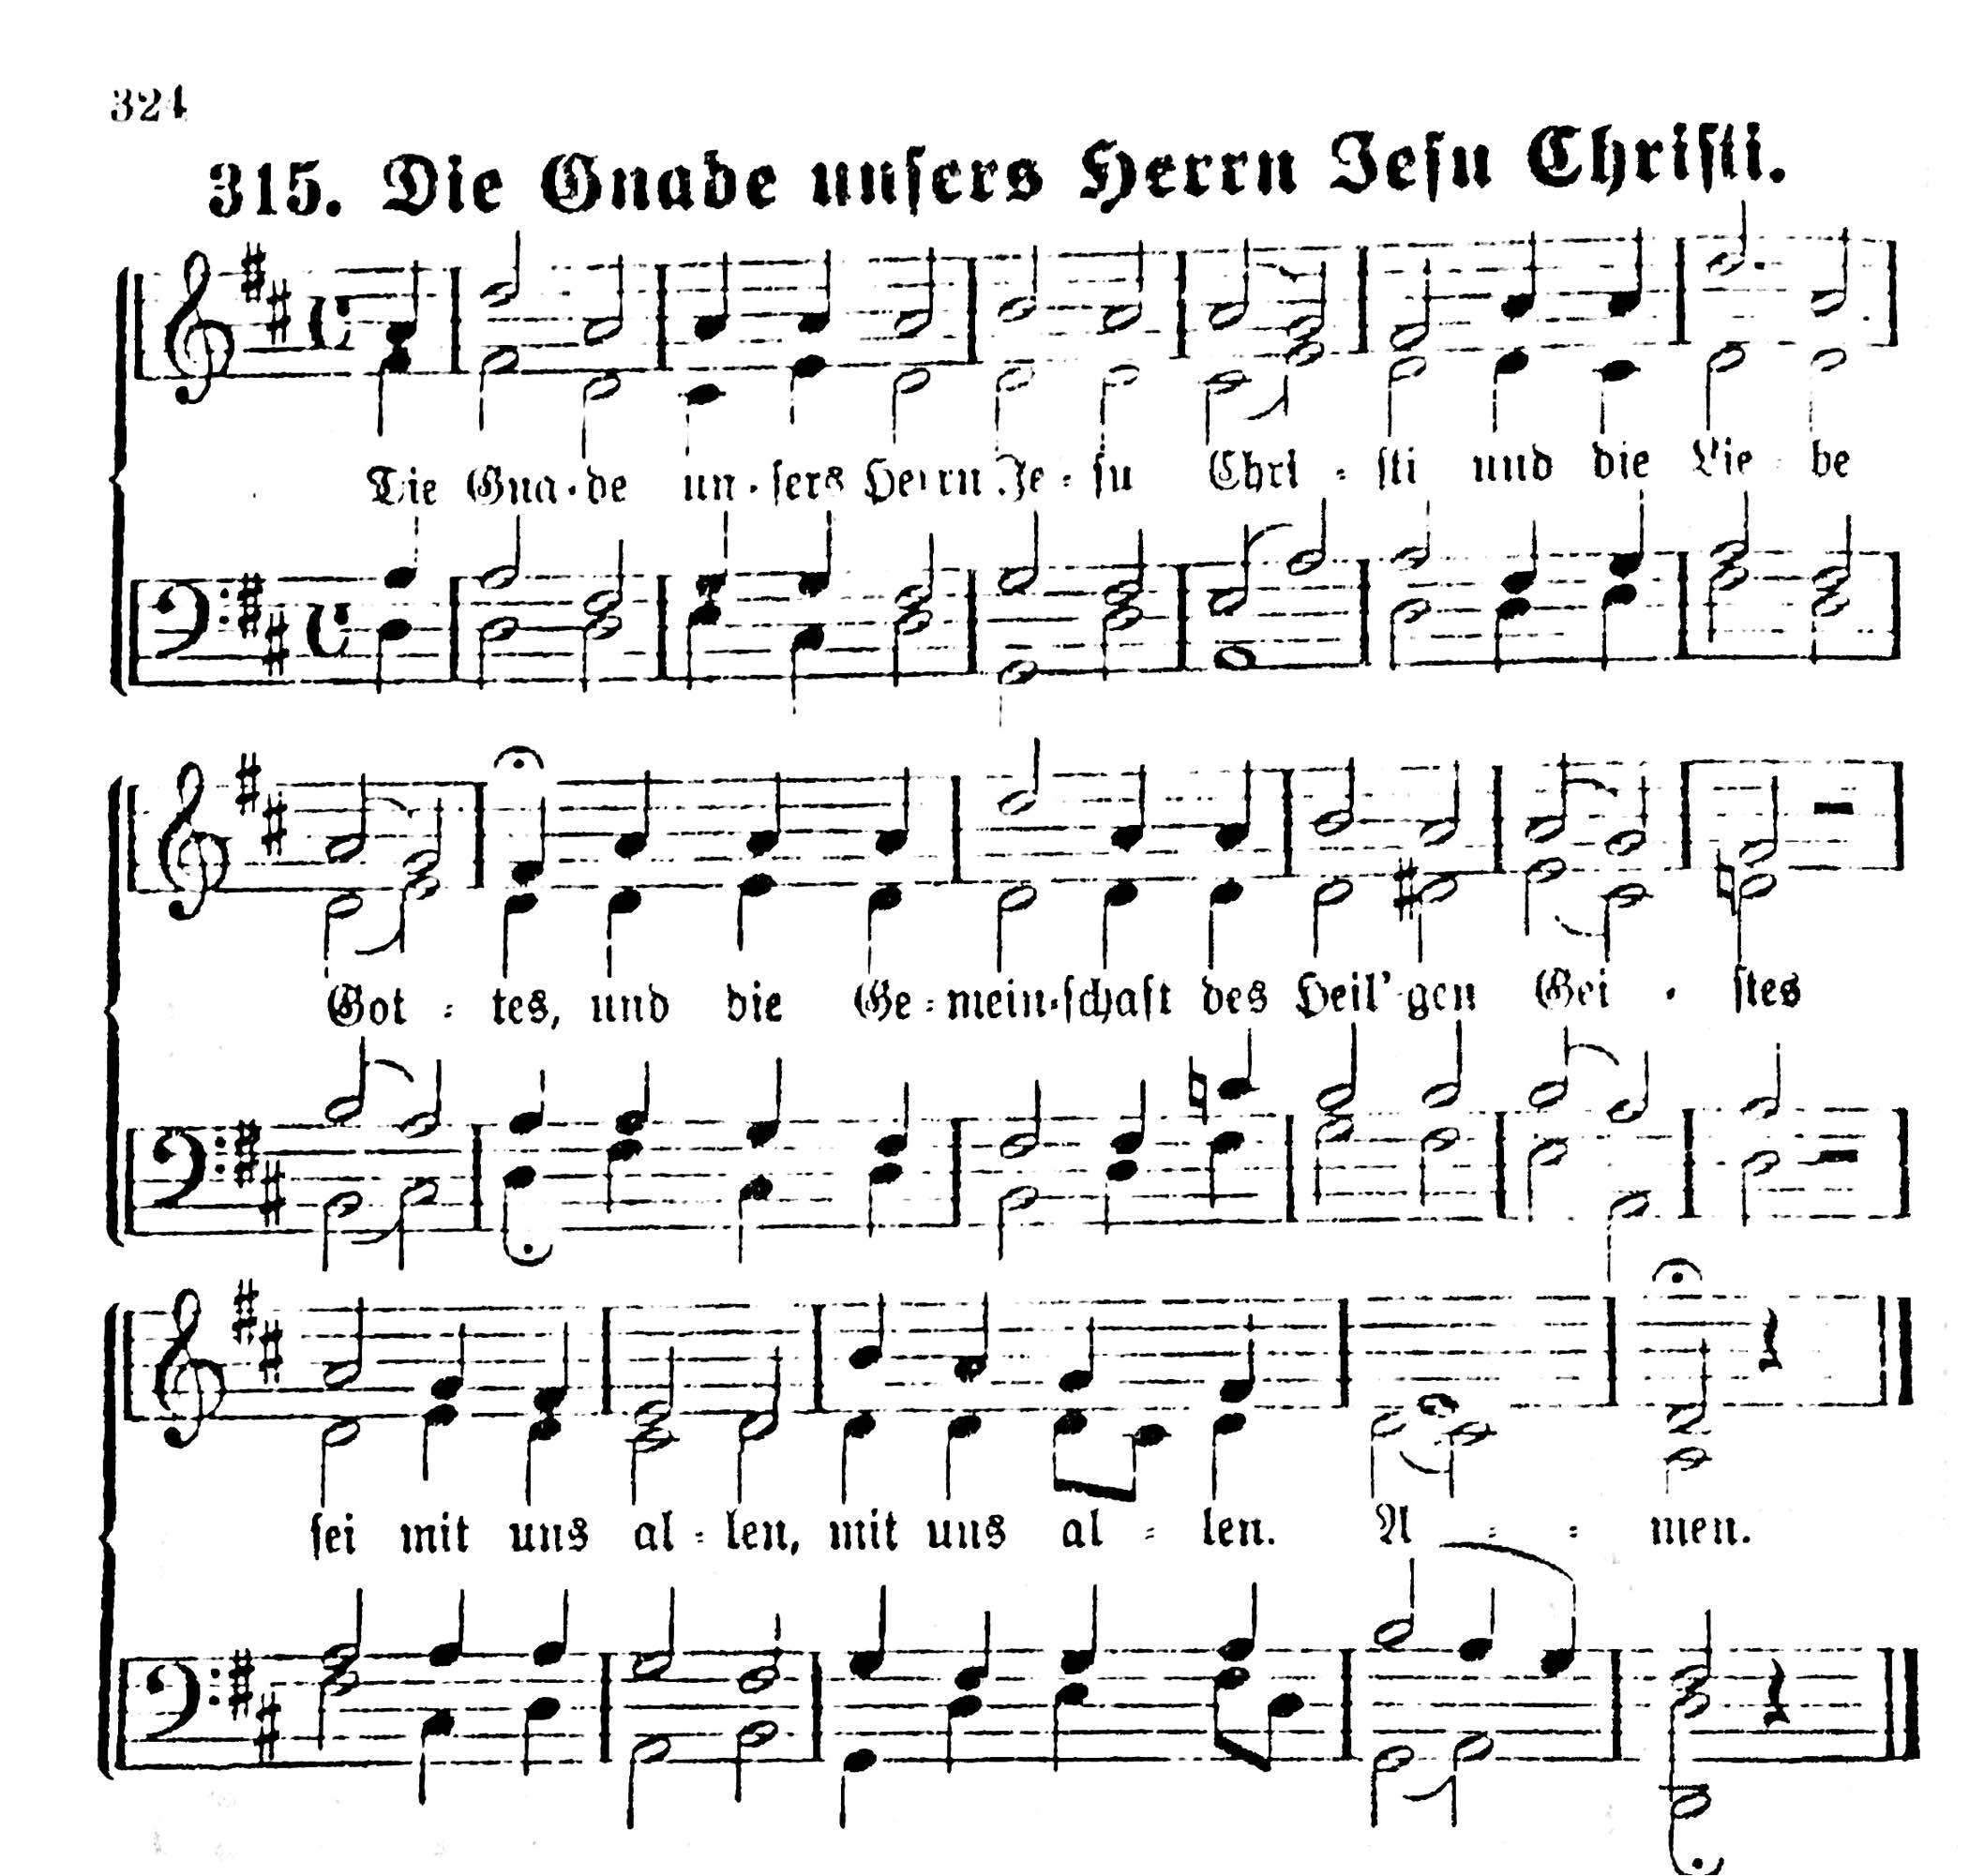 324
315. Die Gnade unsers Herrn Jesu Christi.
Die Gna-de un-sers Herrn Je-su Chri-sti und die Lie-be
Got-tes, und die Ge-mein-schaft des Heil'gen Gei-stes
sei mit uns al-len, mit uns al-len. A-men.